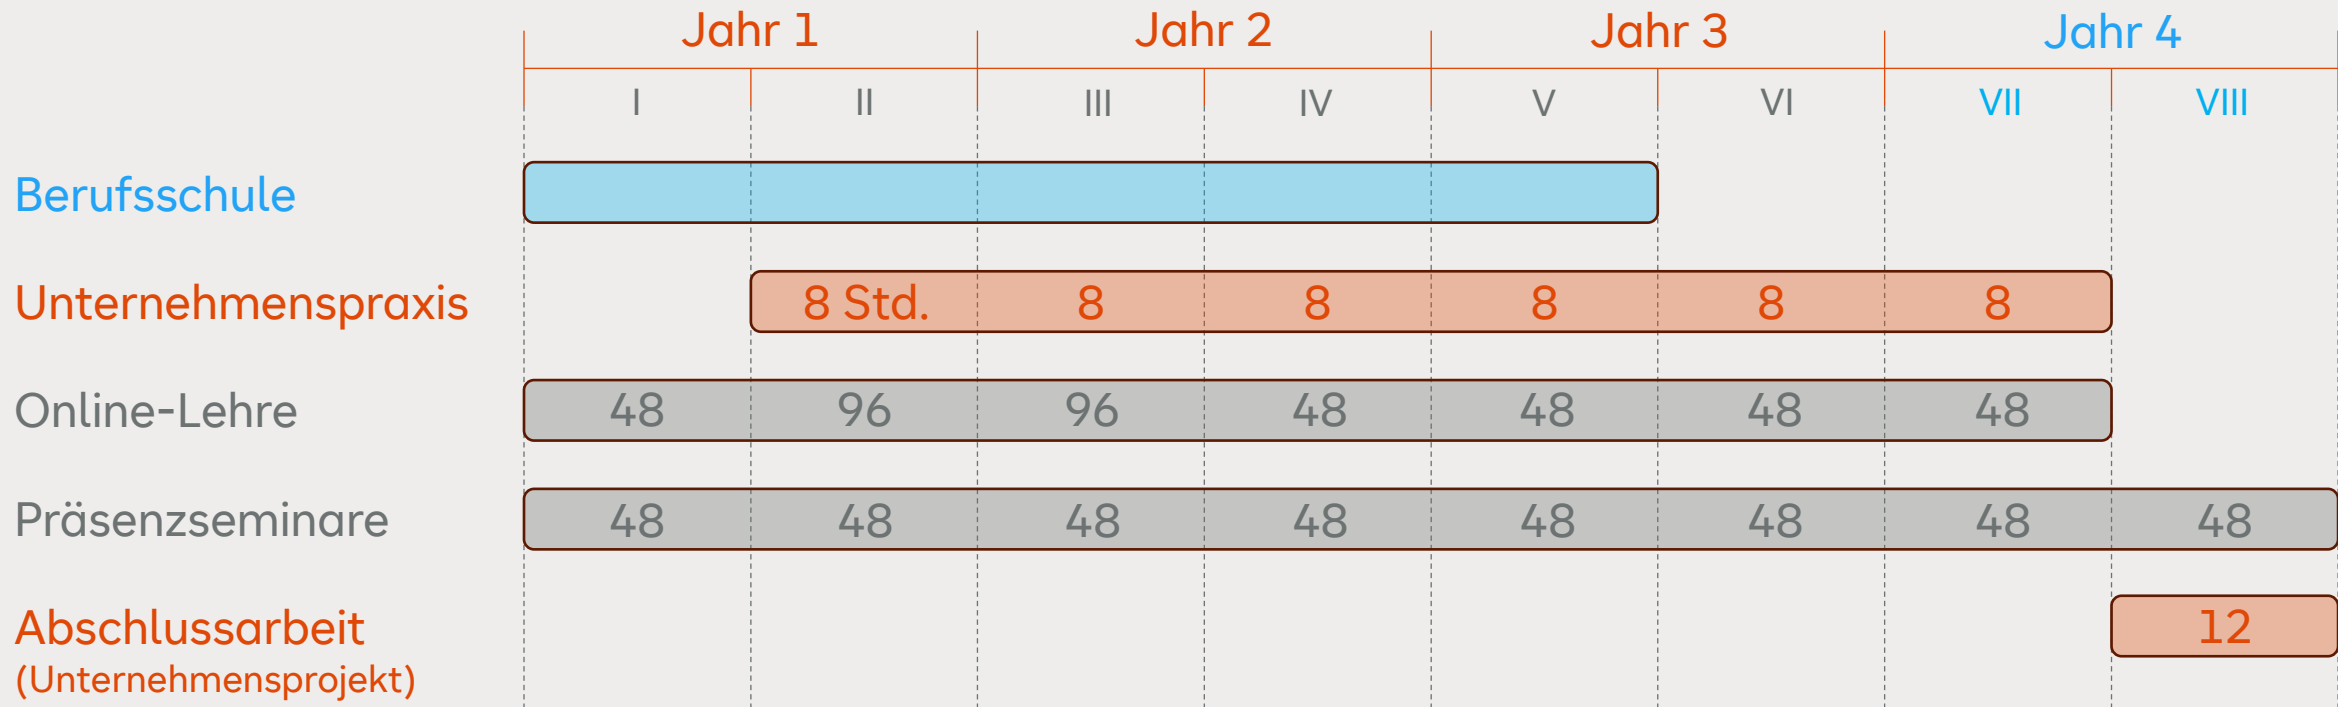 Jahr 1 Jahr 2 Jahr 3 Jahr 4
I II III IV V VI VII VIII
Berufsschule
Unternehmenspraxis 8 Std. 8 8 8 8 8
Online-Lehre 48 96 96 48 48 48 48
Präsenzseminare 48 48 48 48 48 48 48 48
Abschlussarbeit 12
(Unternehmensprojekt)